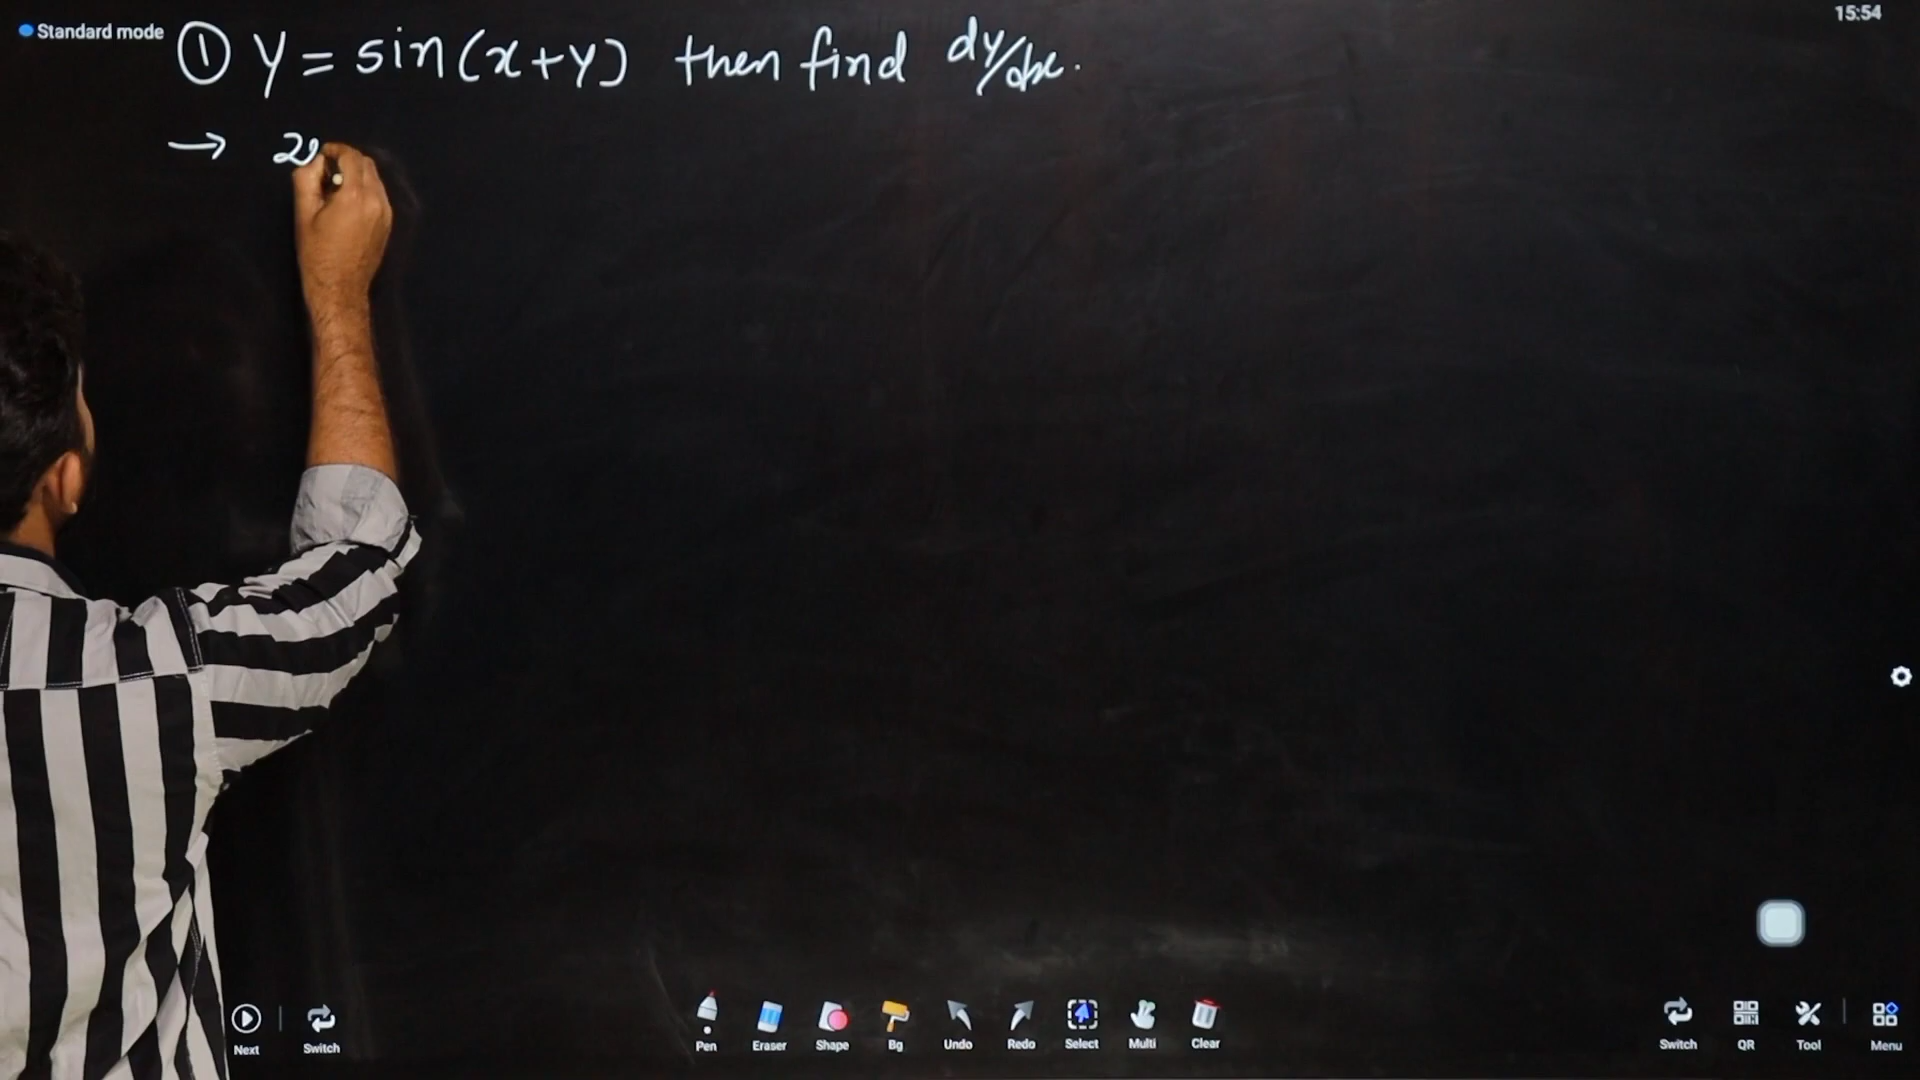 Standard mode
15:54
① y = sin(x+y) then find dy/dx.
→
Next
Switch
Pen
Eraser
Shape
Bg
Undo
Redo
Select
Multi
Clear
Switch
QR
Tool
Menu